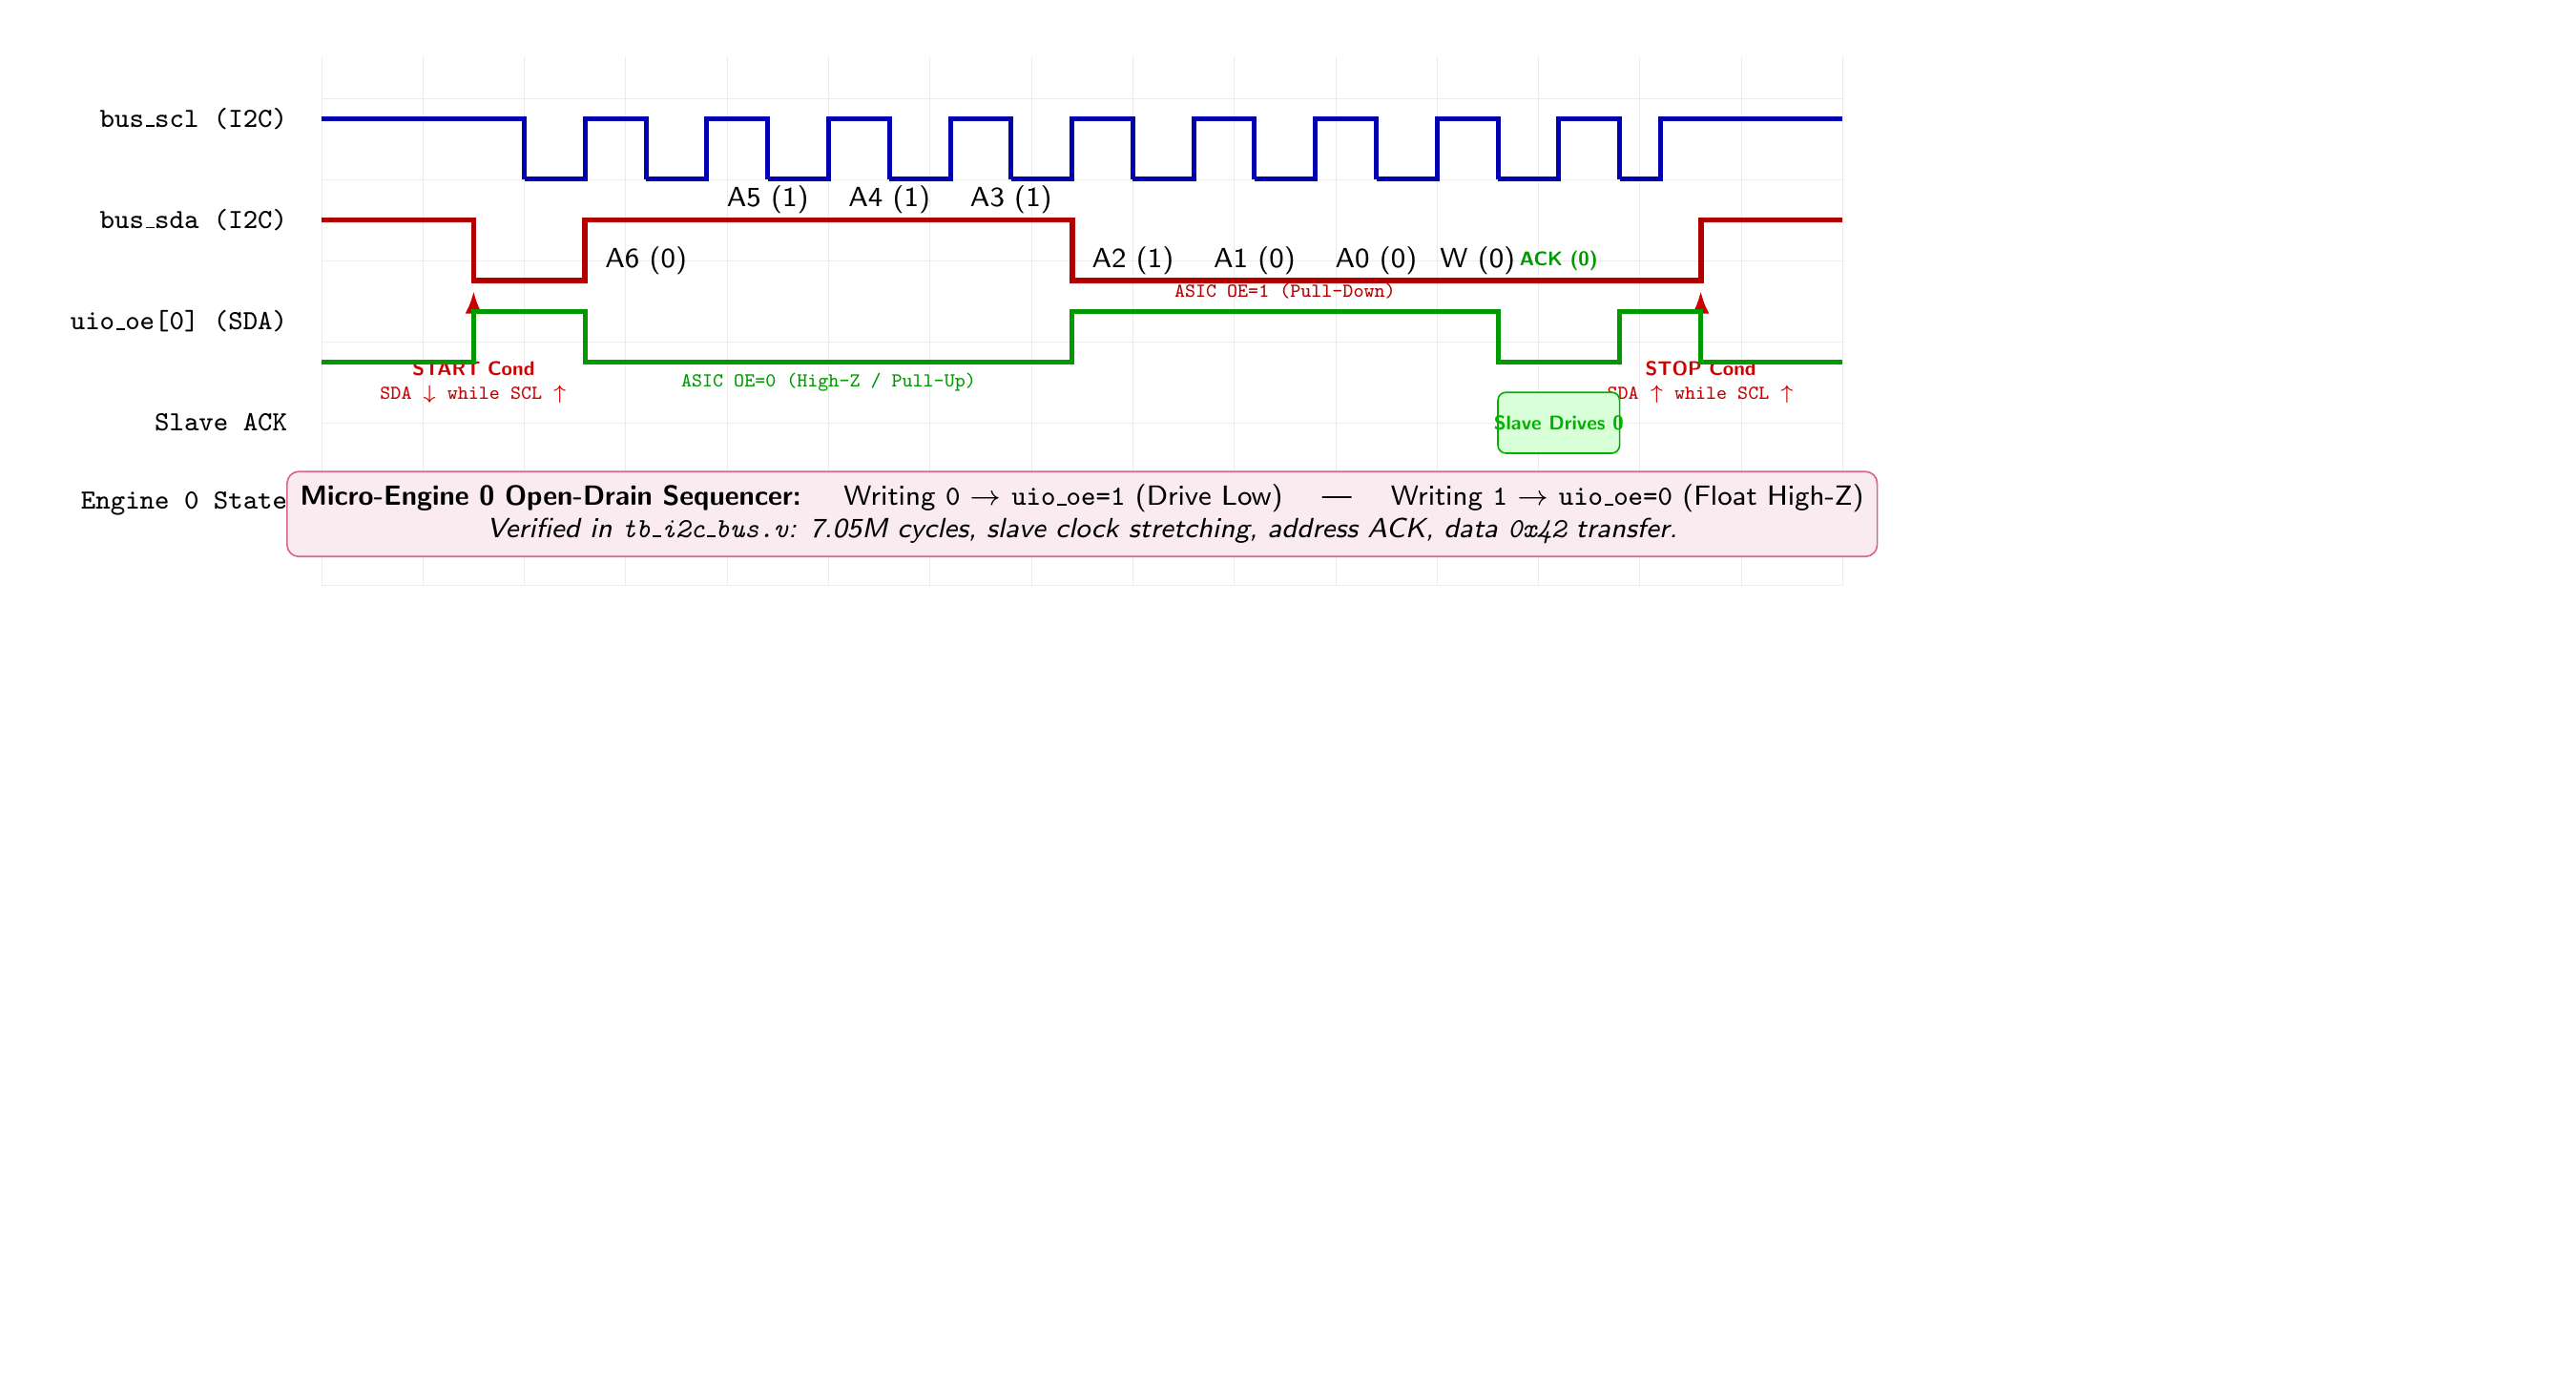 bus_scl (I2C)
A5 (1) A4 (1) A3 (1)
bus_sda (I2C)
A6 (0) A2 (1) A1 (0) A0 (0) W (0) ACK (0)
ASIC OE=1 (Pull-Down)
uio_oe[0] (SDA)
START Cond
SDA ↓ while SCL ↑
ASIC OE=0 (High-Z / Pull-Up)
STOP Cond
SDA ↑ while SCL ↑
Slave ACK
Slave Drives 0
Engine 0 State
Micro-Engine 0 Open-Drain Sequencer: Writing 0 → uio_oe=1 (Drive Low) — Writing 1 → uio_oe=0 (Float High-Z)
Verified in tb_i2c_bus.v: 7.05M cycles, slave clock stretching, address ACK, data 0x42 transfer.